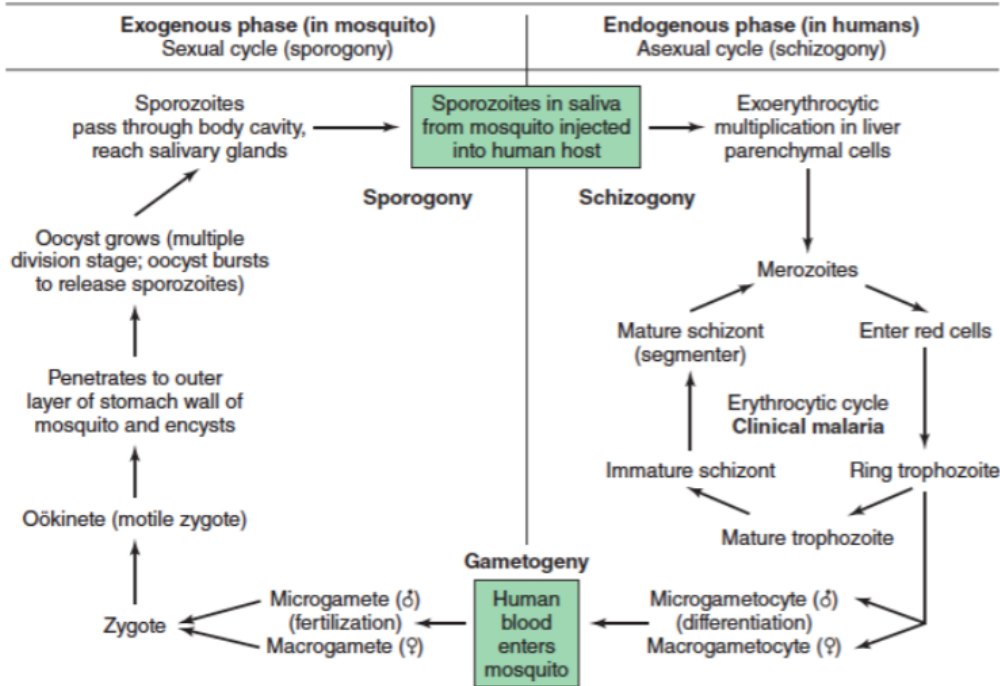 Exogenous phase (in mosquito)
Sexual cycle (sporogony)
Endogenous phase (in humans)
Asexual cycle (schizogony)
Sporozoites
pass through body cavity,
reach salivary glands
Sporozoites in saliva
from mosquito injected
into human host
Exoerythrocytic
multiplication in liver
parenchymal cells
Sporogony
Schizogony
Oocyst grows (multiple
division stage; oocyst bursts
to release sporozoites)
Merozoites
Mature schizont
(segmenter)
Enter red cells
Penetrates to outer
layer of stomach wall of
mosquito and encysts
Erythrocytic cycle
Clinical malaria
Immature schizont
Ring trophozoite
Oökinete (motile zygote)
Mature trophozoite
Gametogeny
Zygote
Microgamete (♂)
(fertilization)
Macrogamete (♀)
Human
blood
enters
mosquito
Microgametocyte (♂)
(differentiation)
Macrogametocyte (♀)